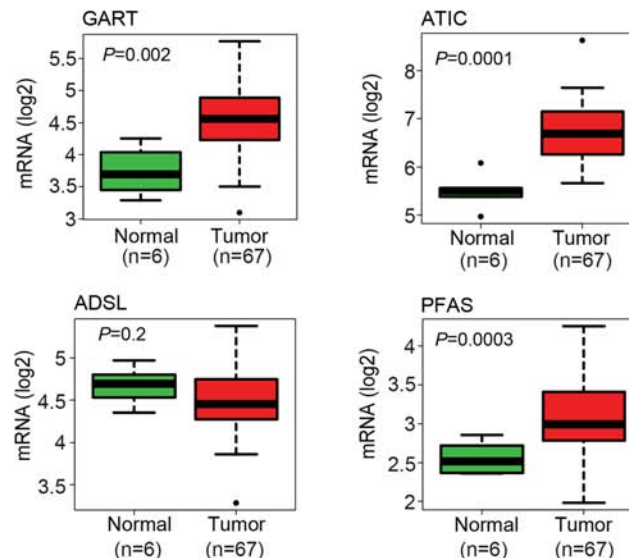 GART
P=0.002
mRNA (log2)
5.5
5
4.5
4
3.5
3
Normal
(n=6)
Tumor
(n=67)
ATIC
P=0.0001
mRNA (log2)
8
7
6
5
Normal
(n=6)
Tumor
(n=67)
ADSL
P=0.2
mRNA (log2)
5
4.5
4
3.5
Normal
(n=6)
Tumor
(n=67)
PFAS
P=0.0003
mRNA (log2)
4
3.5
3
2.5
2
Normal
(n=6)
Tumor
(n=67)